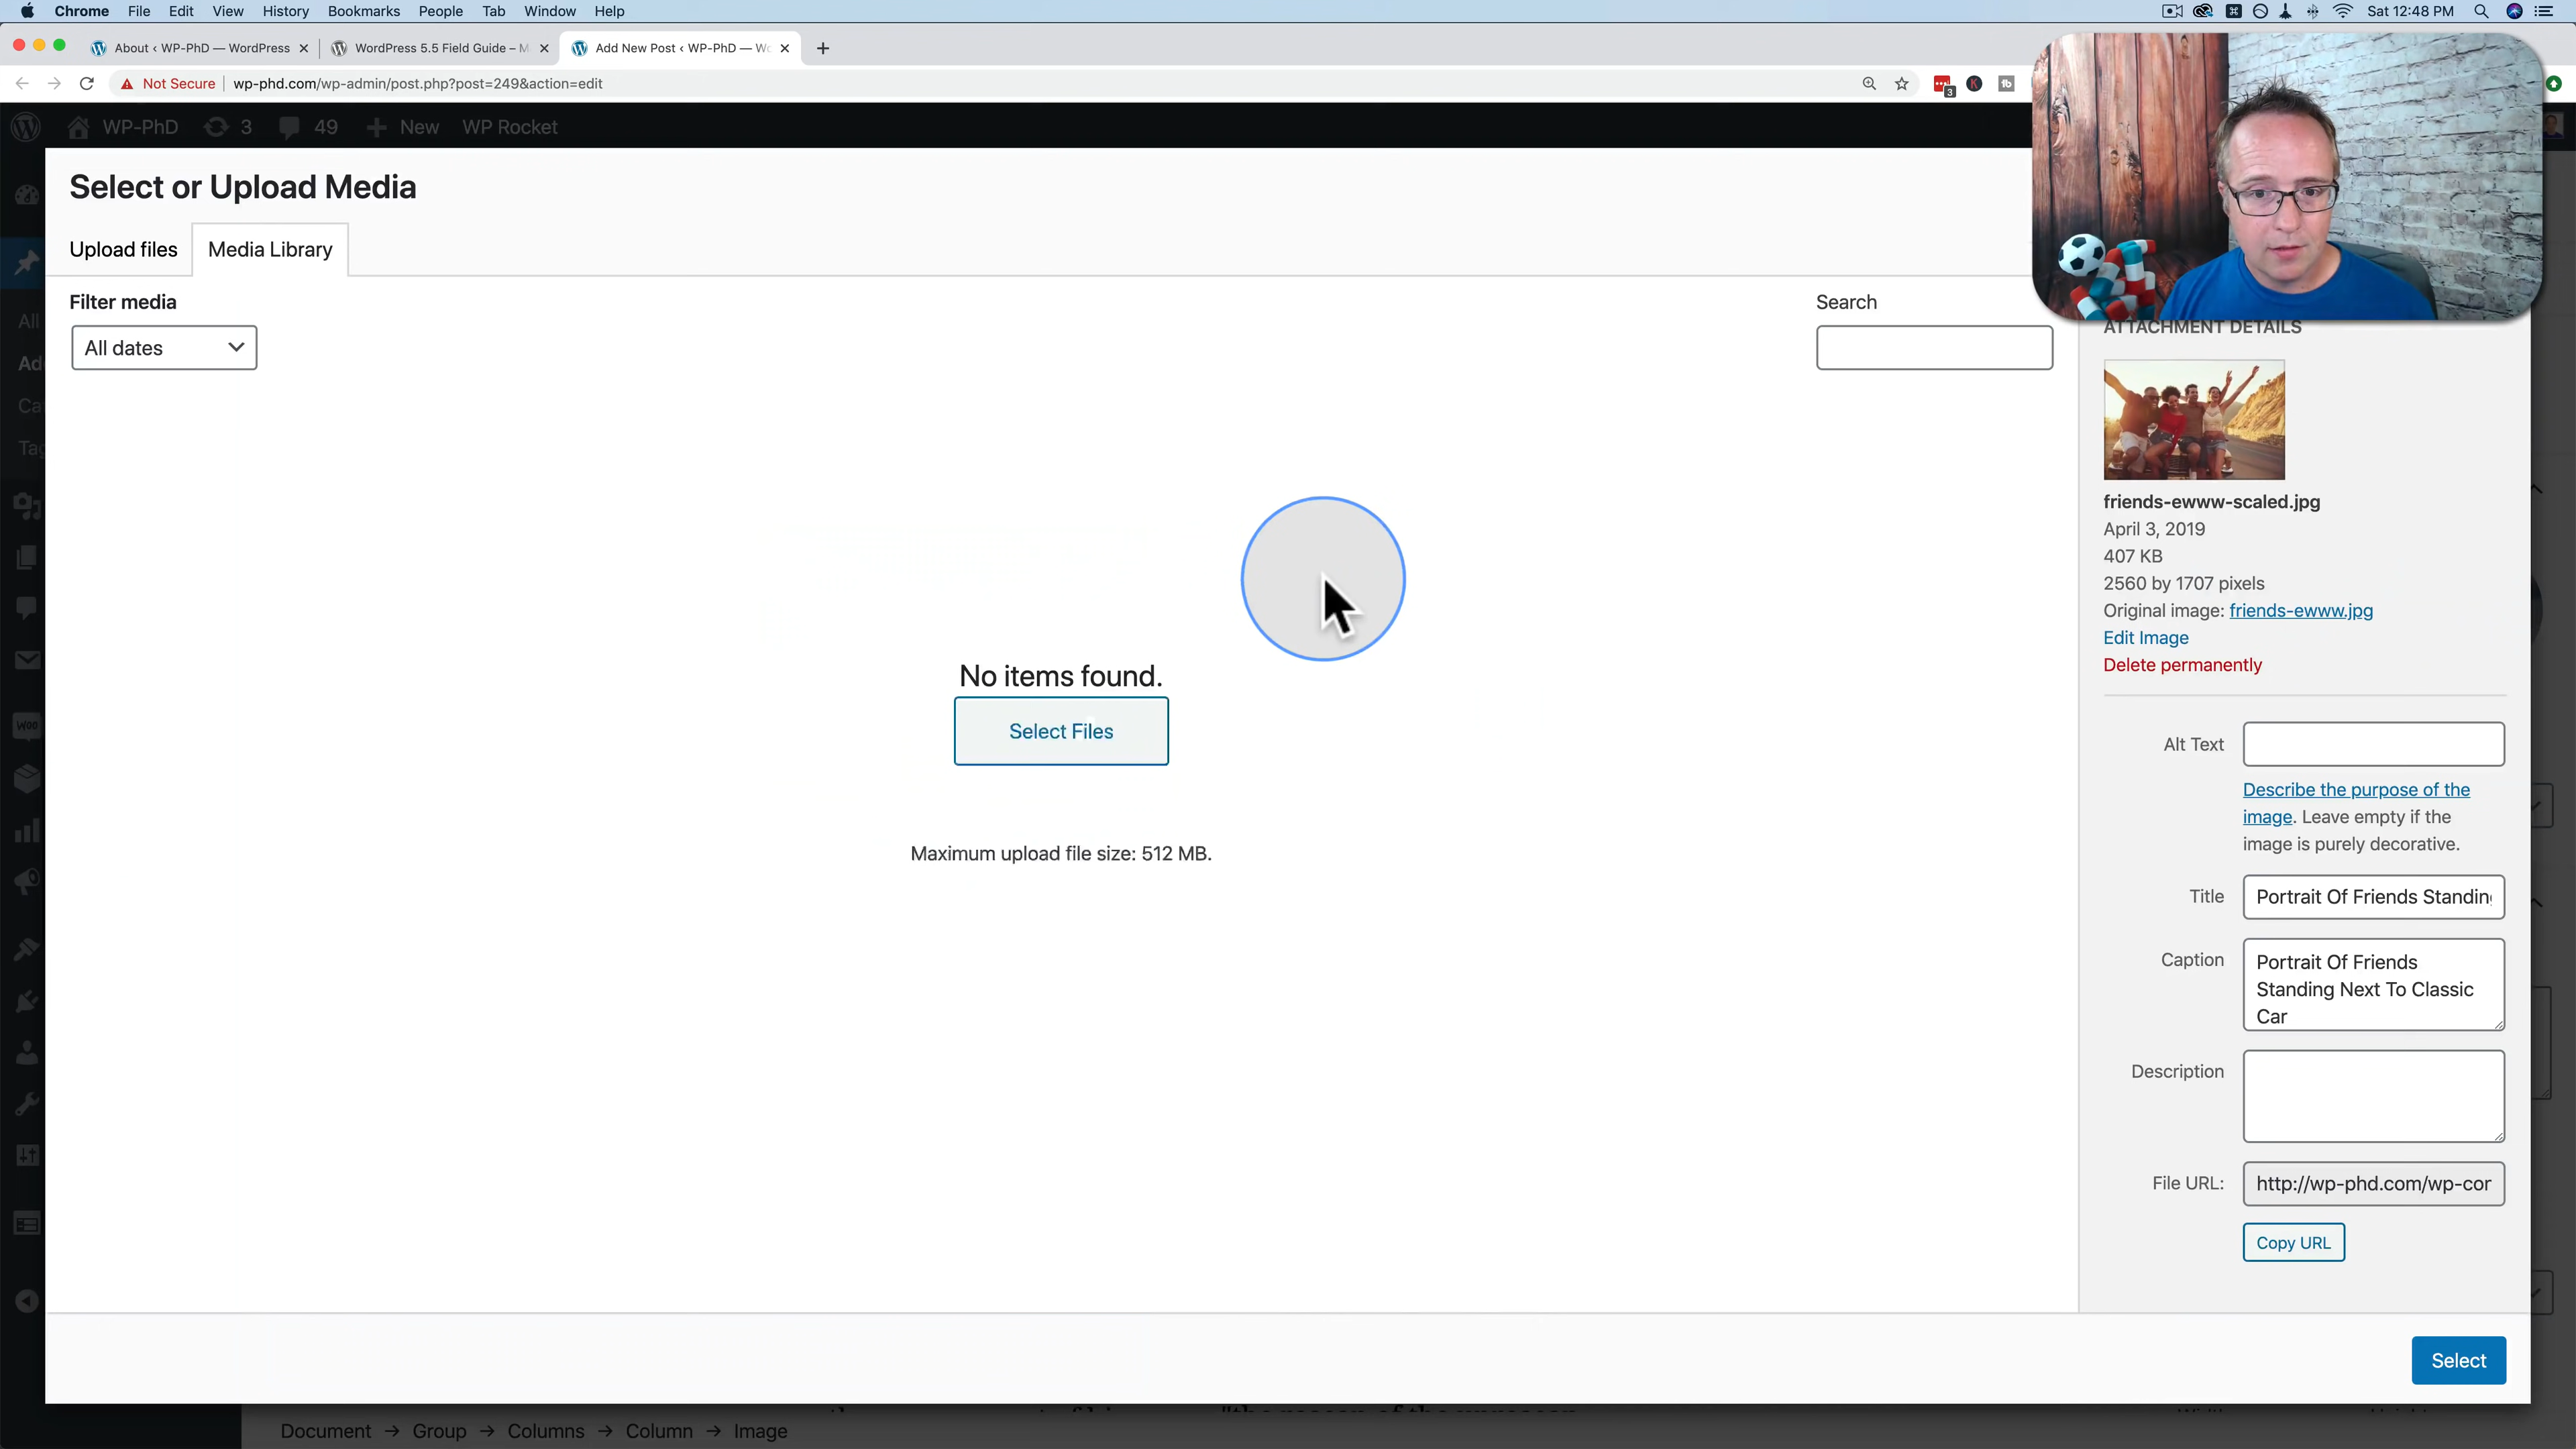 Chrome File Edit View History Bookmarks People Tab Window Help
Sat 12:48 PM
About ‹ WP-PhD — WordPress
WordPress 5.5 Field Guide –
Add New Post ‹ WP-PhD —
Not Secure
wp-phd.com/wp-admin/post.php?post=249&action=edit
3
WP-PhD
3
49
New
WP Rocket
Select or Upload Media
Upload files
Media Library
Filter media
All dates
Search
All
Ad
Ca
Tag
Woo
No items found.
Select Files
Maximum upload file size: 512 MB.
ATTACHMENT DETAILS
friends-ewww-scaled.jpg
April 3, 2019
407 KB
2560 by 1707 pixels
Original image: friends-ewww.jpg
Edit Image
Delete permanently
Alt Text
Describe the purpose of the
image. Leave empty if the
image is purely decorative.
Title
Portrait Of Friends Standin
Caption
Portrait Of Friends
Standing Next To Classic
Car
Description
File URL:
http://wp-phd.com/wp-cor
Copy URL
Select
Document → Group → Columns → Column → Image